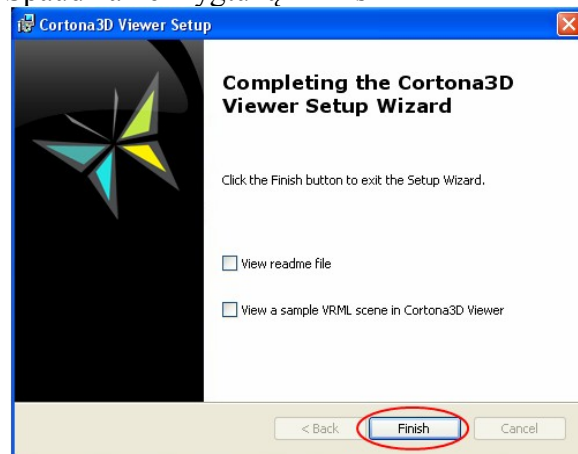 Cortona3D Viewer Setup
Completing the Cortona3D
Viewer Setup Wizard
Click the Finish button to exit the Setup Wizard.
View readme file
View a sample VRML scene in Cortona3D Viewer
< Back
Finish
Cancel